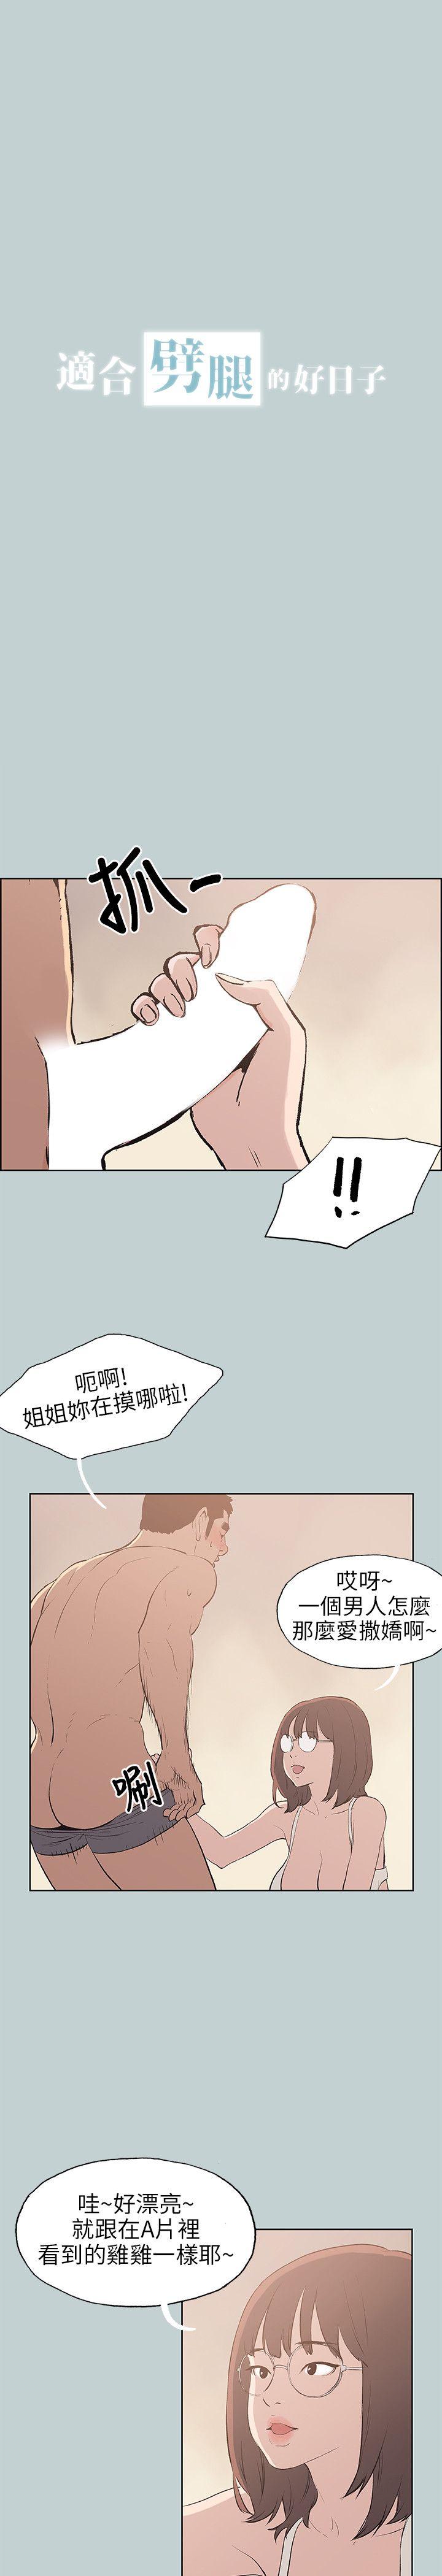 適合劈腿的好日子
抓-
!!
呃啊!
姐姐妳在摸哪啦!
哎呀~
一個男人怎麼
那麼愛撒嬌啊~
唰
哇~好漂亮~
就跟在A片裡
看到的雞雞一樣耶~